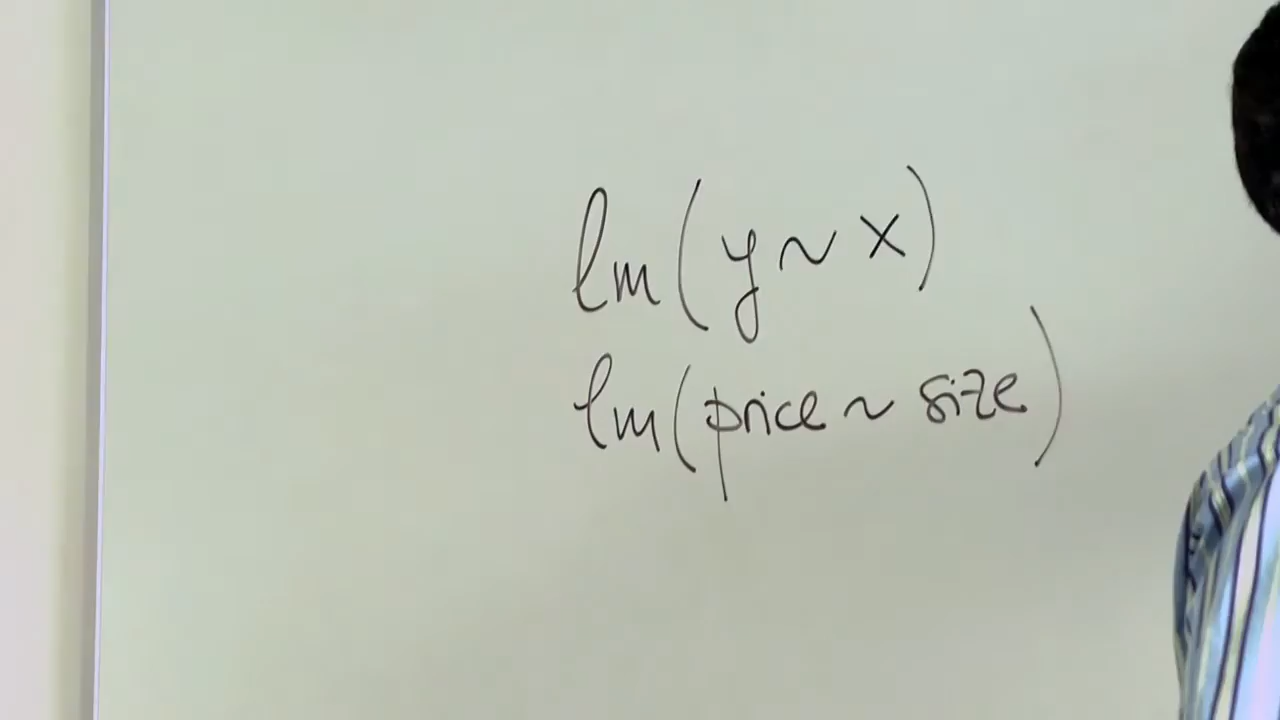 lm(y ~ x)
lm(price ~ size)